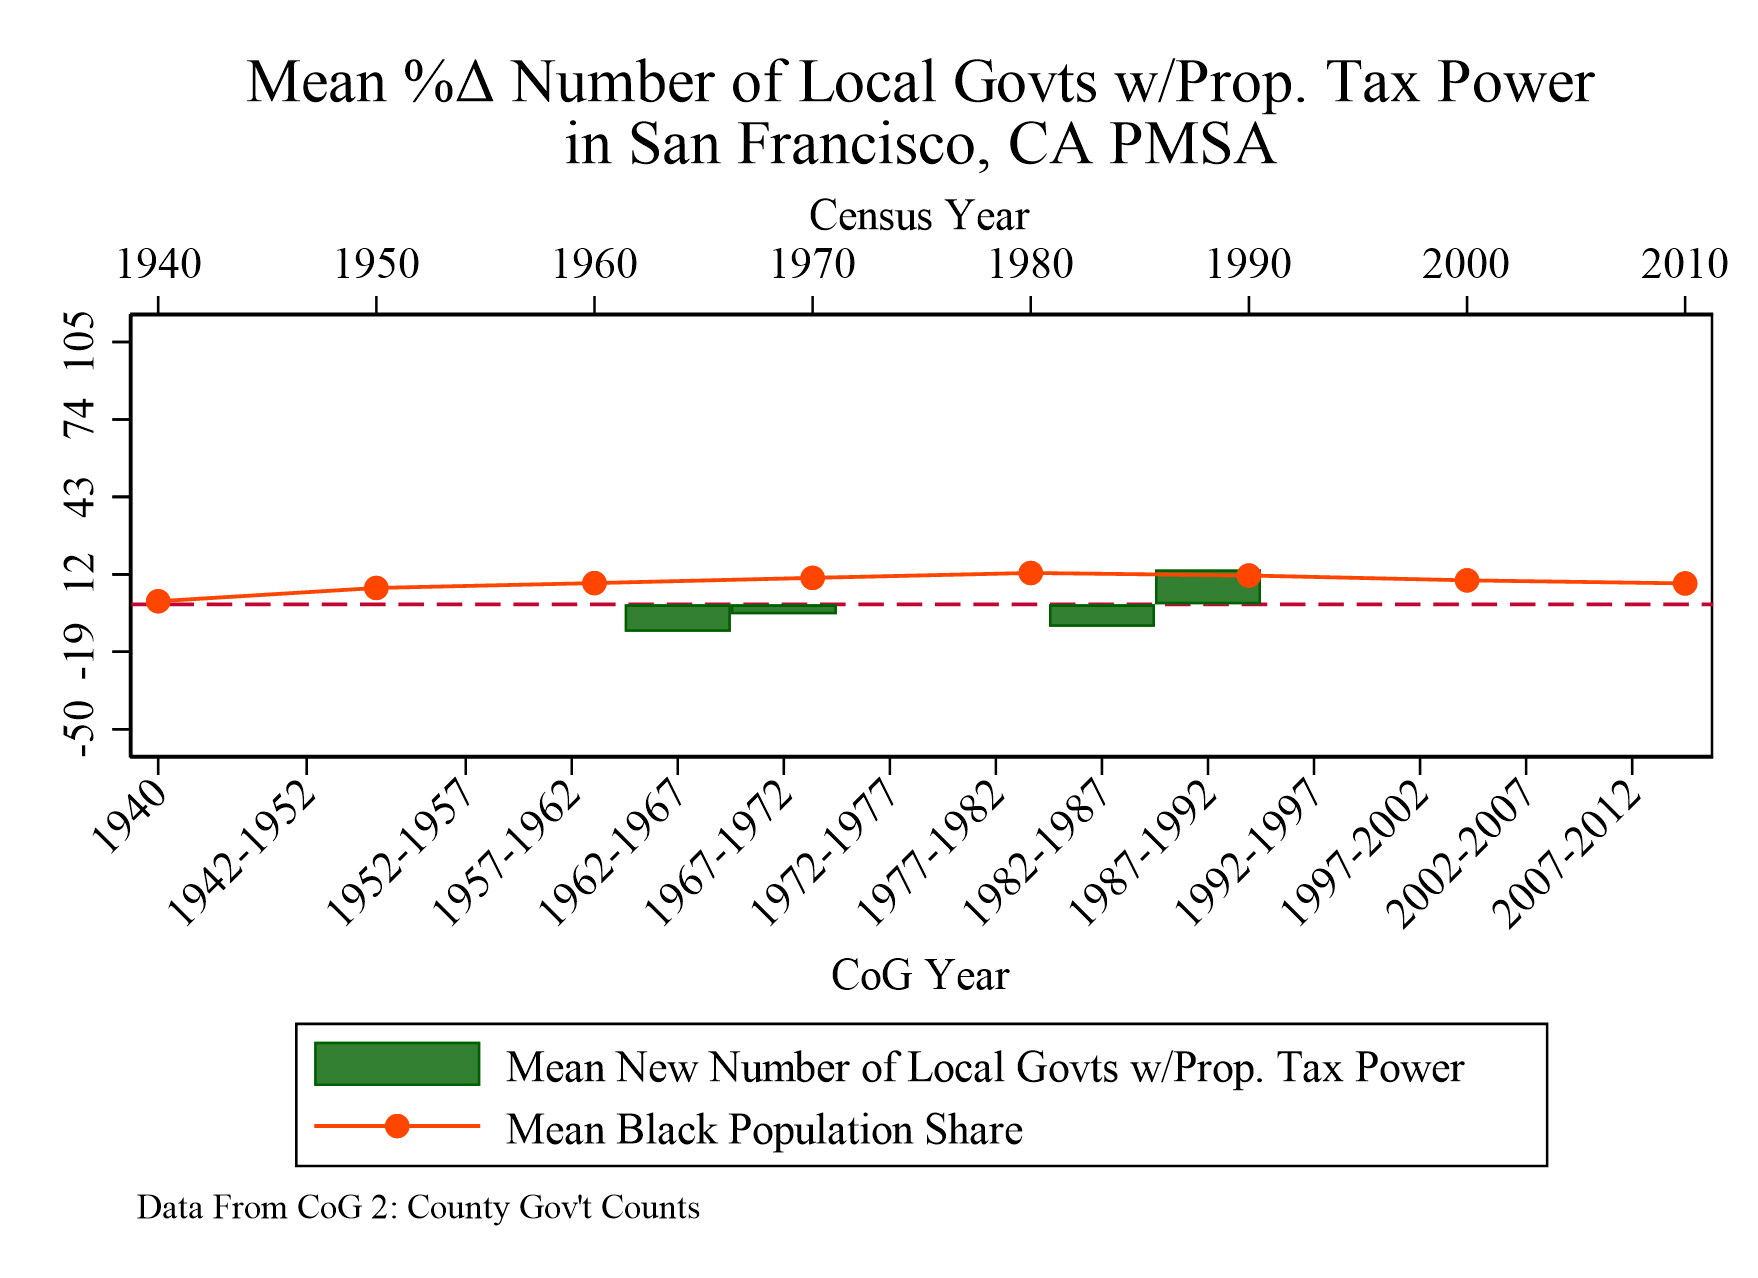 Mean %Δ Number of Local Govts w/Prop. Tax Power
in San Francisco, CA PMSA
Census Year
1940 1950 1960 1970 1980 1990 2000 2010
105
74
43
12
-19
-50
1940 1942-1952 1952-1957 1957-1962 1962-1967 1967-1972 1972-1977 1977-1982 1982-1987 1987-1992 1992-1997 1997-2002 2002-2007 2007-2012
CoG Year
Mean New Number of Local Govts w/Prop. Tax Power
Mean Black Population Share
Data From CoG 2: County Gov't Counts